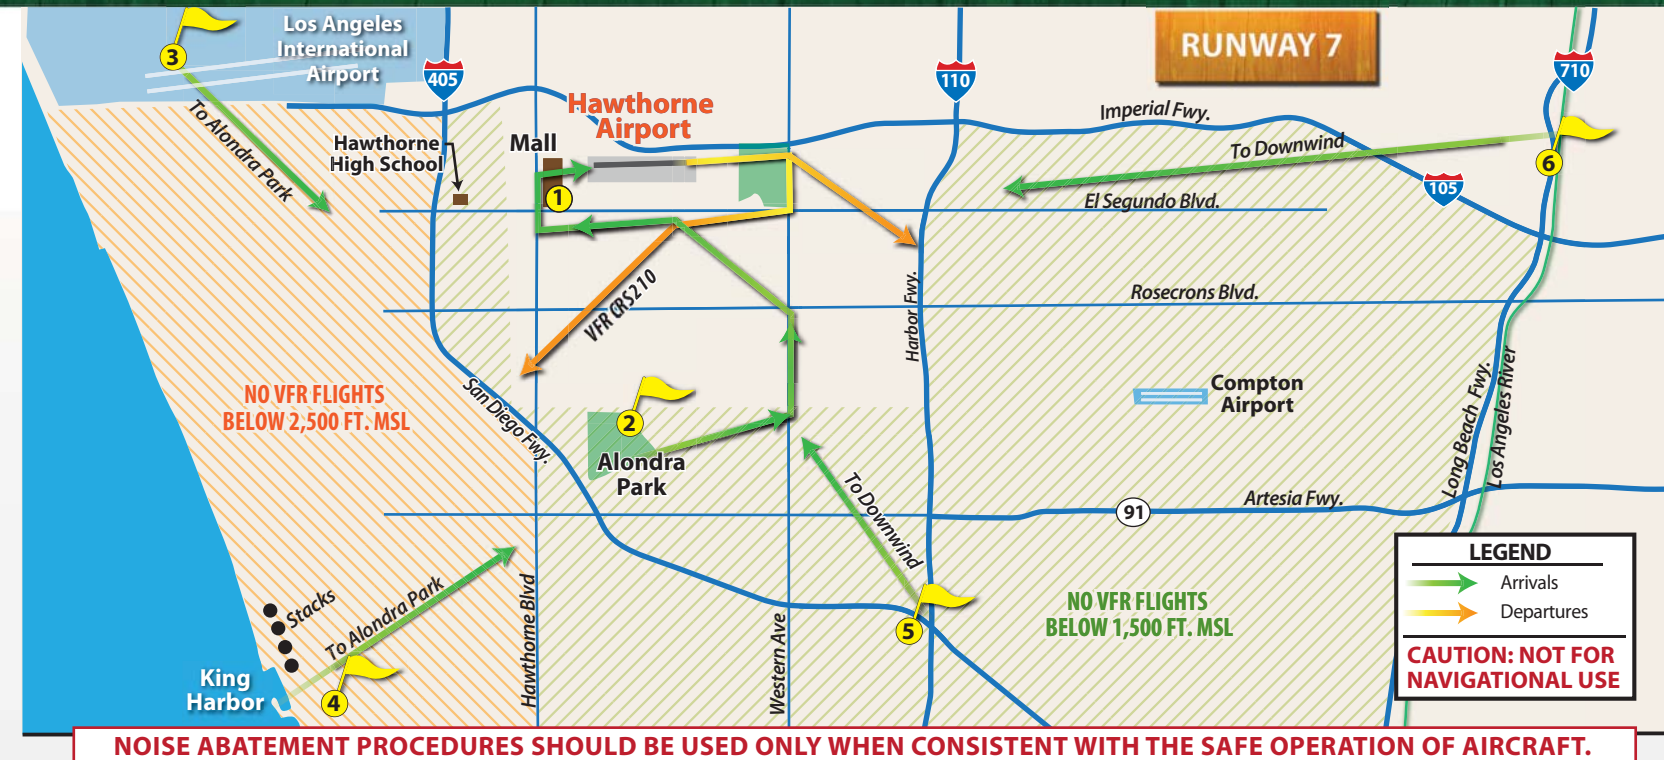 RUNWAY 7
Los Angeles
International
Airport
3
To Alondra Park
405
110
710
Imperial Fwy.
Hawthorne
Airport
Hawthorne
High School
Mall
1
To Downwind
6
105
El Segundo Blvd.
VFR CRS210
Harbor Fwy.
Rosecrons Blvd.
NO VFR FLIGHTS
BELOW 2,500 FT. MSL
San Diego Fwy.
2
Alondra
Park
Compton
Airport
Long Beach Fwy.
Los Angeles River
To Downwind
91
Artesia Fwy.
Stacks
To Alondra Park
King
Harbor
4
Hawthorne Blvd
Western Ave
5
NO VFR FLIGHTS
BELOW 1,500 FT. MSL
LEGEND
Arrivals
Departures
CAUTION: NOT FOR
NAVIGATIONAL USE
NOISE ABATEMENT PROCEDURES SHOULD BE USED ONLY WHEN CONSISTENT WITH THE SAFE OPERATION OF AIRCRAFT.